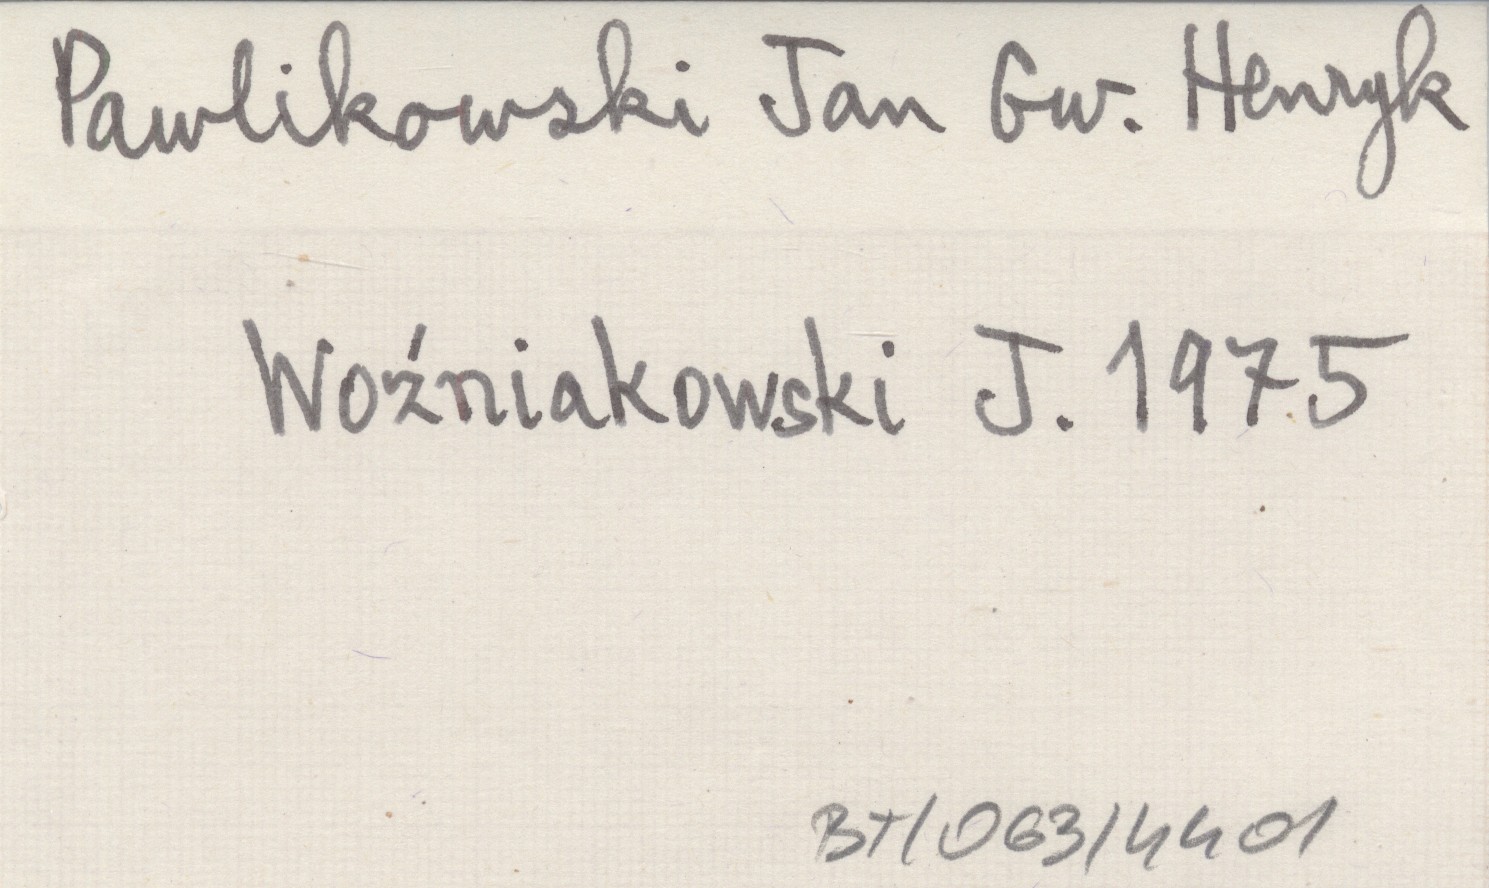 Pawlikowski Jan Gw. Henryk
Woźniakowski J. 1975
BT/063/4401